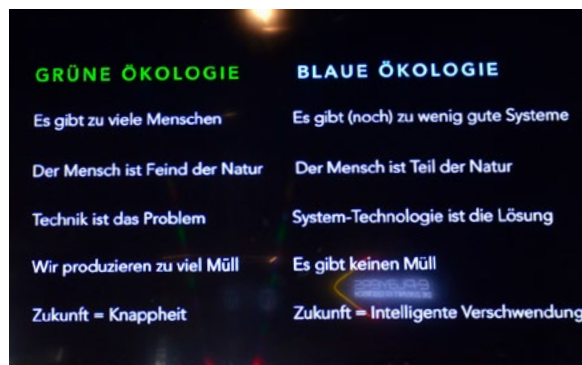 GRÜNE ÖKOLOGIE
Es gibt zu viele Menschen
Der Mensch ist Feind der Natur
Technik ist das Problem
Wir produzieren zu viel Müll
Zukunft = Knappheit
BLAUE ÖKOLOGIE
Es gibt (noch) zu wenig gute Systeme
Der Mensch ist Teil der Natur
System-Technologie ist die Lösung
Es gibt keinen Müll
Zukunft = Intelligente Verschwendung